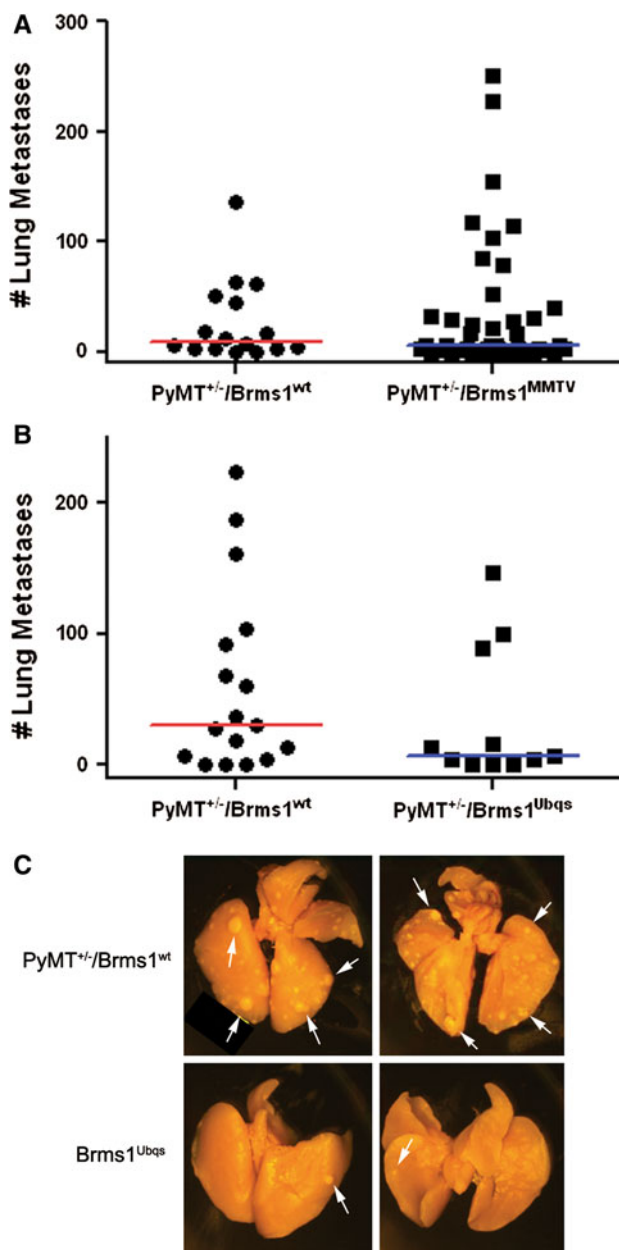 A
# Lung Metastases
300
200
100
0
PyMT+/-/Brms1wt
PyMT+/-/Brms1MMTV
B
# Lung Metastases
200
100
0
PyMT+/-/Brms1wt
PyMT+/-/Brms1Ubqs
C
PyMT+/-/Brms1wt
Brms1Ubqs